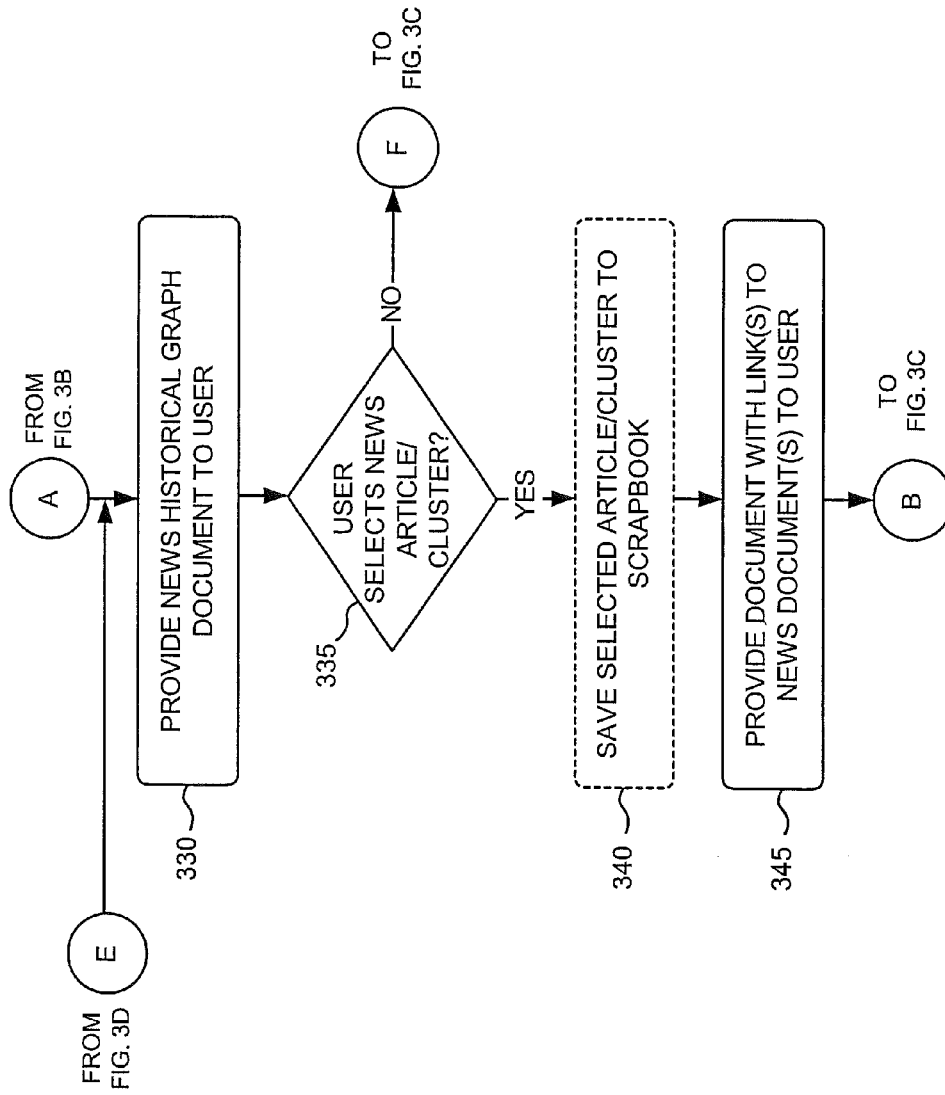 FROM
FIG. 3B
A
FROM
FIG. 3D
E
330
PROVIDE NEWS HISTORICAL GRAPH
DOCUMENT TO USER
335
USER
SELECTS NEWS
ARTICLE/
CLUSTER?
NO
F
TO
FIG. 3C
YES
340
SAVE SELECTED ARTICLE/CLUSTER TO
SCRAPBOOK
345
PROVIDE DOCUMENT WITH LINK(S) TO
NEWS DOCUMENT(S) TO USER
B
TO
FIG. 3C